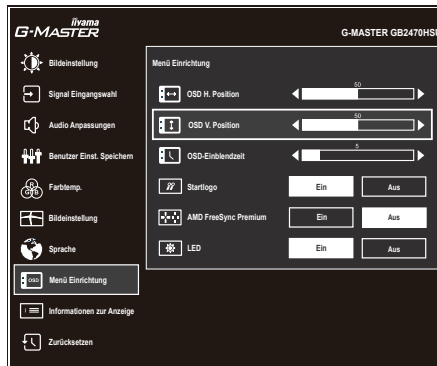 iiyama
G-MASTER
G-MASTER GB2470HSU
Bildeinstellung
Signal Eingangswahl
Audio Anpassungen
Benutzer Einst. Speichern
R
G B
Farbtemp.
Bildeinstellung
Sprache
OSD
Menü Einrichtung
i
Informationen zur Anzeige
Zurücksetzen
Menü Einrichtung
OSD H. Position
50
OSD V. Position
50
OSD-Einblendzeit
5
Startlogo
Ein
Aus
AMD FreeSync Premium
Ein
Aus
LED
Ein
Aus